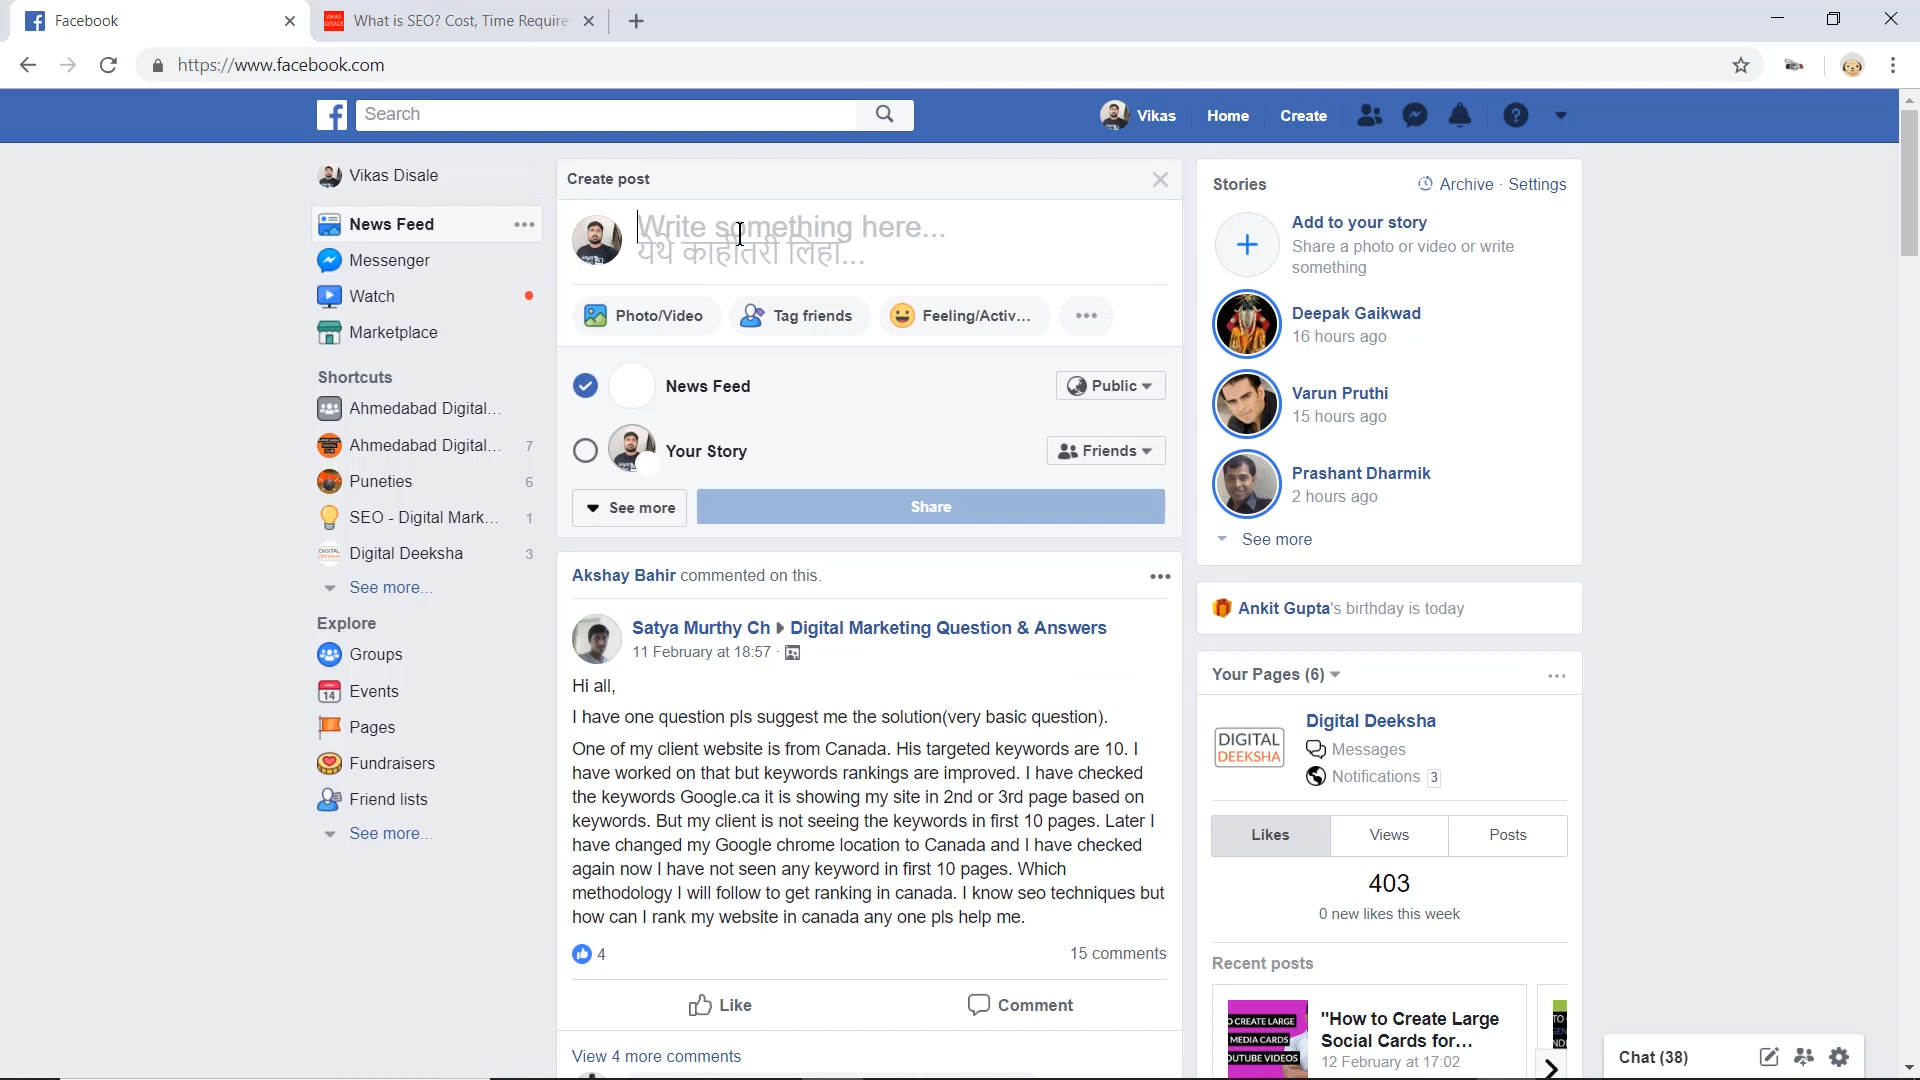 Facebook
What is SEO? Cost, Time Require
https://www.facebook.com
Search
Vikas
Home
Create
Vikas Disale
News Feed
Messenger
Watch
Marketplace
Shortcuts
Ahmedabad Digital...
Ahmedabad Digital... 7
Puneties 6
SEO - Digital Mark... 1
Digital Deeksha 3
See more...
Explore
Groups
14 Events
Pages
Fundraisers
Friend lists
See more...
Create post
Write something here...
येथे काहीतरी लिहा...
Photo/Video
Tag friends
Feeling/Activ...
News Feed
Public
Your Story
Friends
See more
Share
Akshay Bahir commented on this.
Satya Murthy Ch Digital Marketing Question & Answers
11 February at 18:57 ·
Hi all,
I have one question pls suggest me the solution(very basic question).
One of my client website is from Canada. His targeted keywords are 10. I
have worked on that but keywords rankings are improved. I have checked
the keywords Google.ca it is showing my site in 2nd or 3rd page based on
keywords. But my client is not seeing the keywords in first 10 pages. Later I
have changed my Google chrome location to Canada and I have checked
again now I have not seen any keyword in first 10 pages. Which
methodology I will follow to get ranking in canada. I know seo techniques but
how can I rank my website in canada any one pls help me.
4
15 comments
Like
Comment
View 4 more comments
Stories
Archive · Settings
Add to your story
Share a photo or video or write
something
Deepak Gaikwad
16 hours ago
Varun Pruthi
15 hours ago
Prashant Dharmik
2 hours ago
See more
Ankit Gupta's birthday is today
Your Pages (6)
DIGITAL
DEEKSHA
Digital Deeksha
Messages
Notifications 3
Likes
Views
Posts
403
0 new likes this week
Recent posts
O CREATE LARGE
MEDIA CARDS
OUTUBE VIDEOS
"How to Create Large
Social Cards for...
12 February at 17:02
Chat (38)